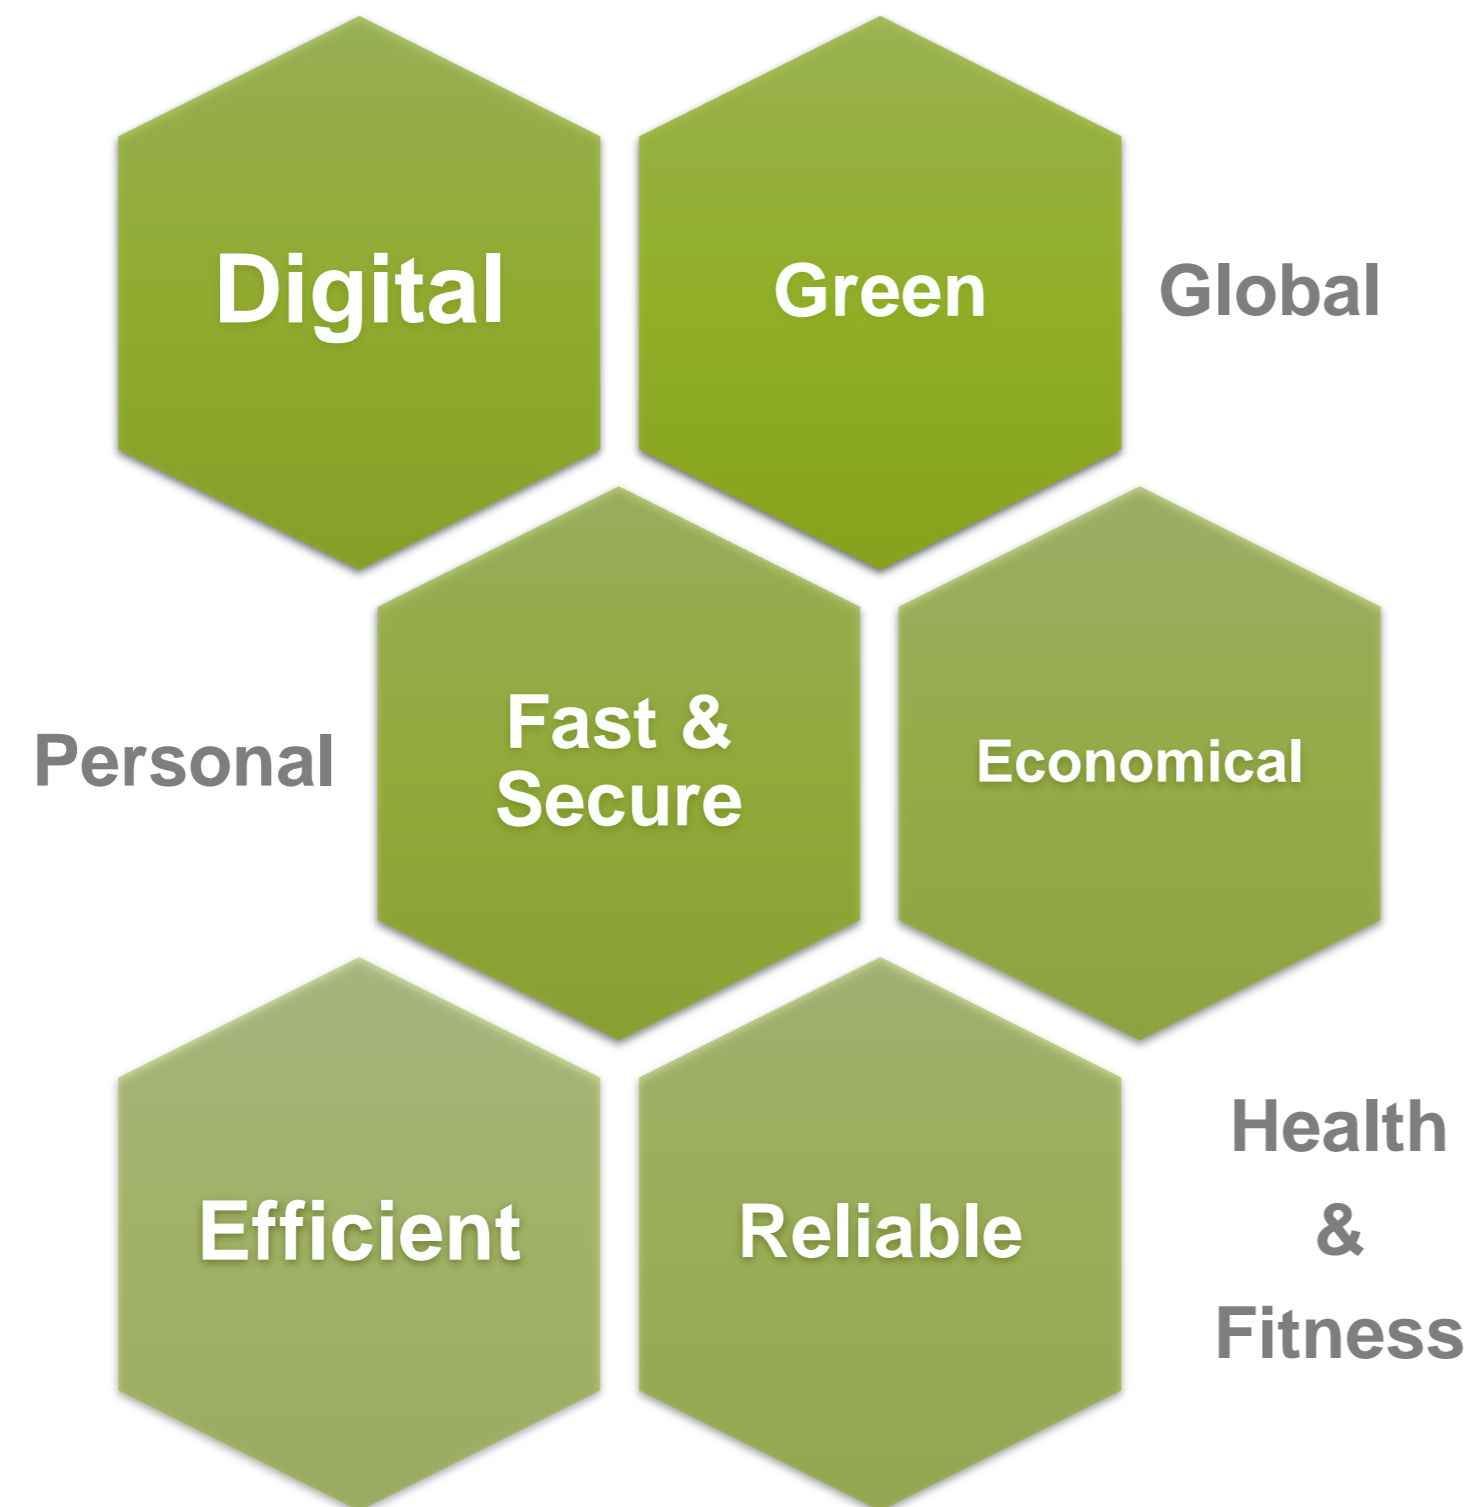 Digital
Green
Global
Personal
Fast &
Secure
Economical
Efficient
Reliable
Health
&
Fitness